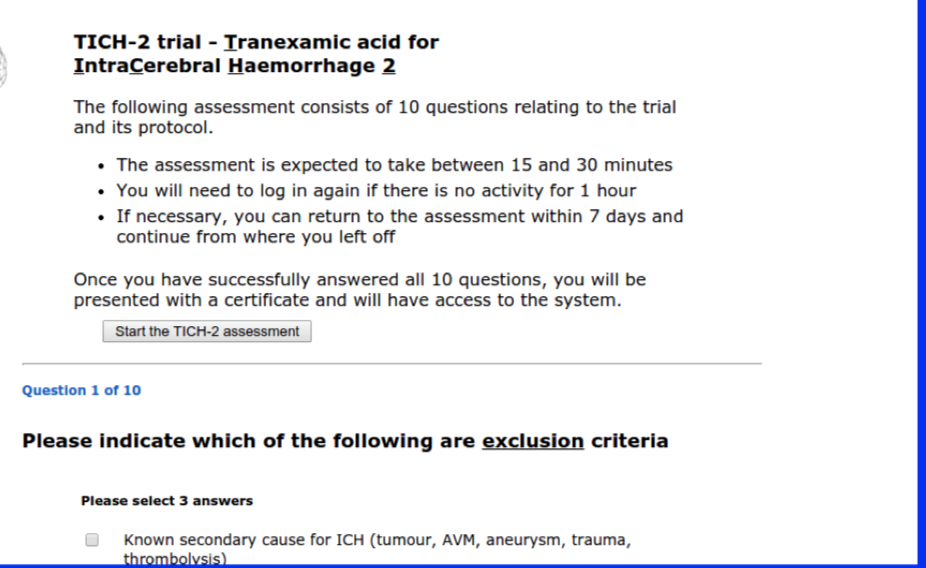 TICH-2 trial – Tranexamic acid for
IntraCerebral Haemorrhage 2
The following assessment consists of 10 questions relating to the trial
and its protocol.
• The assessment is expected to take between 15 and 30 minutes
• You will need to log in again if there is no activity for 1 hour
• If necessary, you can return to the assessment within 7 days and
continue from where you left off
Once you have successfully answered all 10 questions, you will be
presented with a certificate and will have access to the system.
Start the TICH-2 assessment
Question 1 of 10
Please indicate which of the following are exclusion criteria
Please select 3 answers
Known secondary cause for ICH (tumour, AVM, aneurysm, trauma,
thrombolysis)